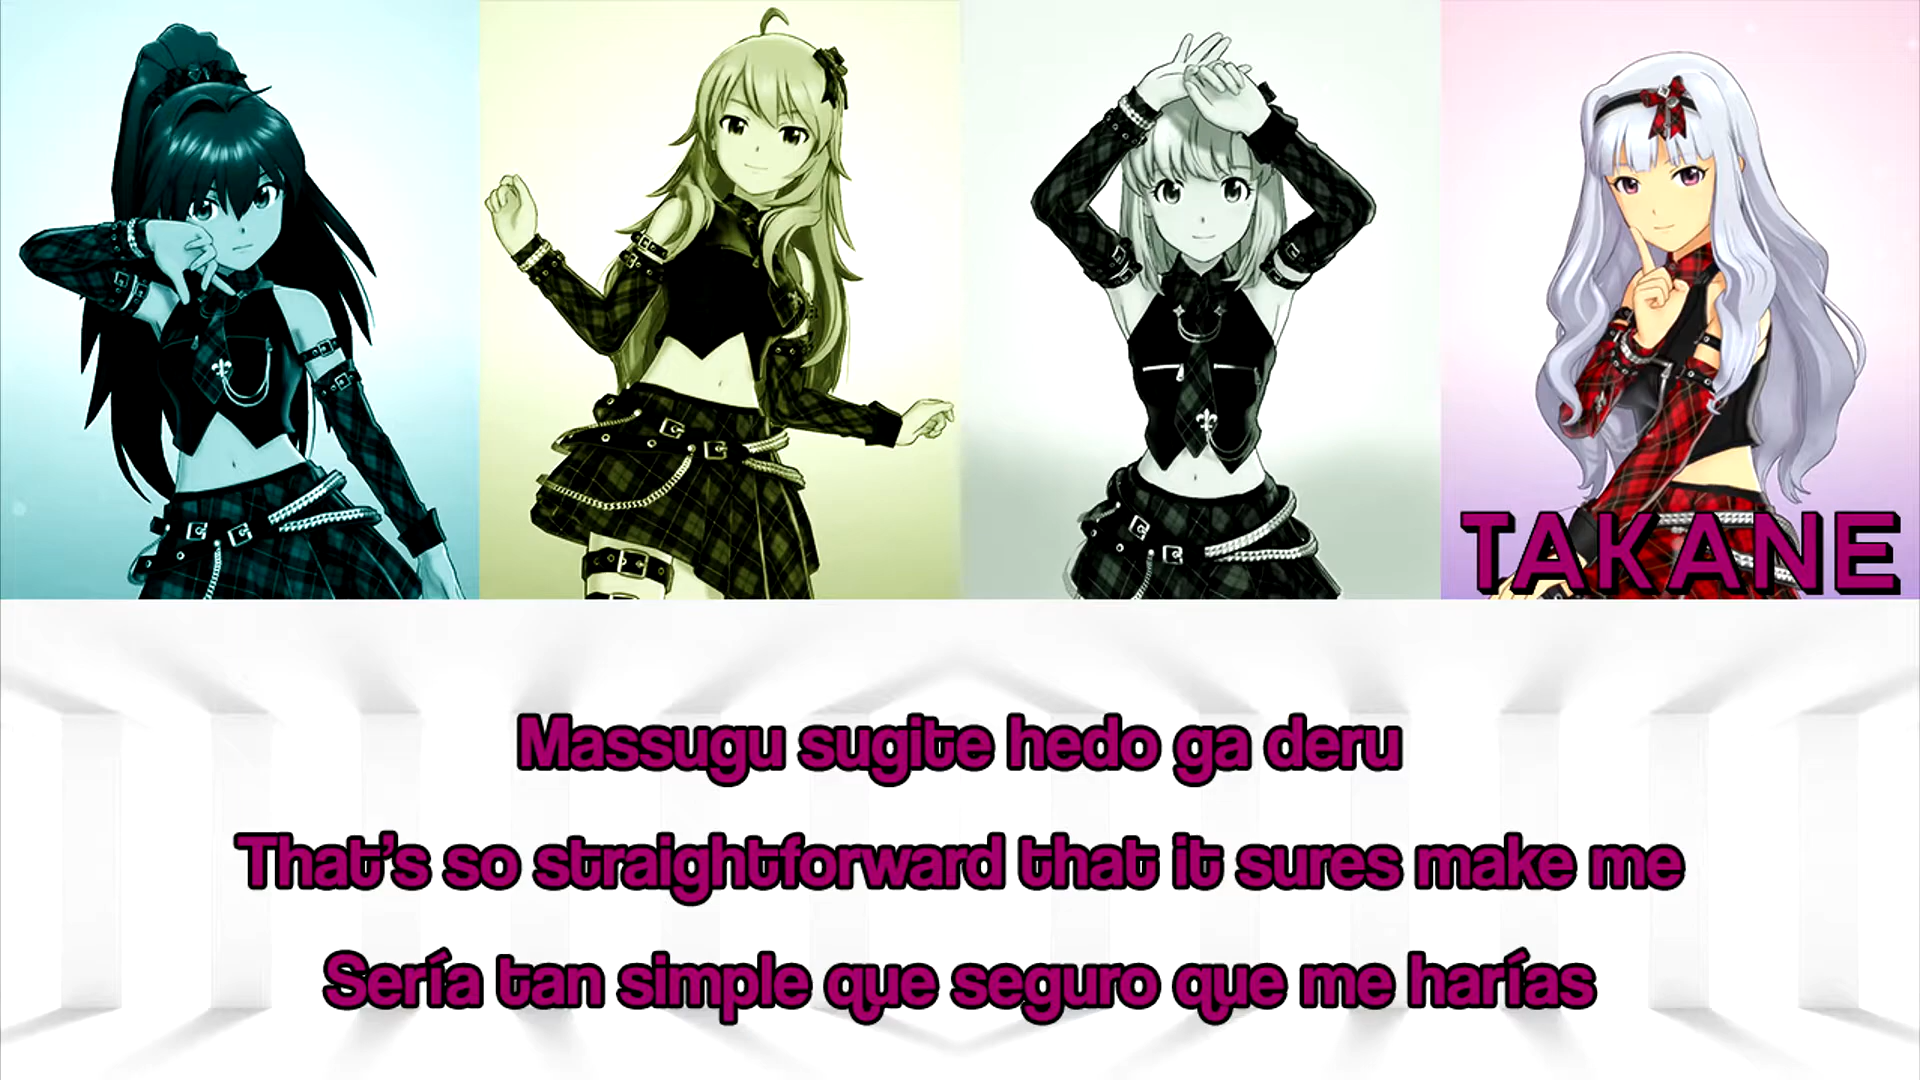 TAKANE
Massugu sugite hedo ga deru
That's so straightforward that it sures make me
Sería tan simple que seguro que me harías